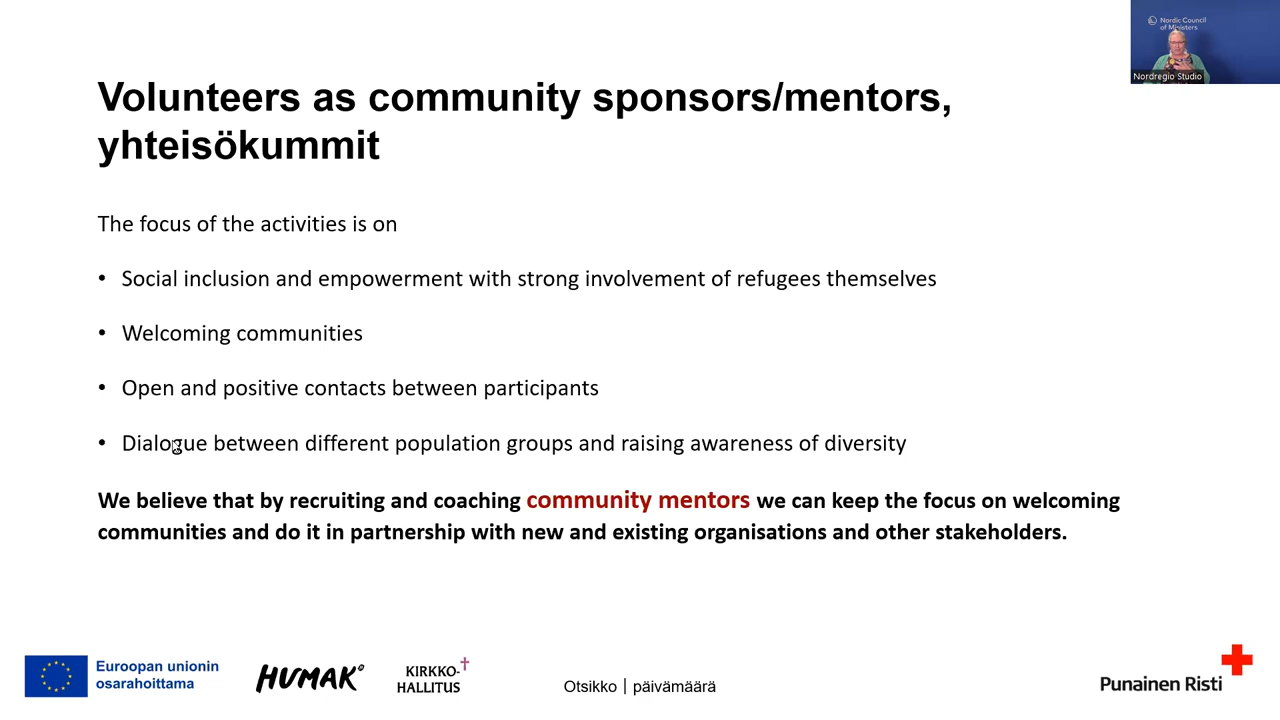 Nordic Council
of Ministers
Nordregio Studio
Volunteers as community sponsors/mentors,
yhteisökummit
The focus of the activities is on
• Social inclusion and empowerment with strong involvement of refugees themselves
• Welcoming communities
• Open and positive contacts between participants
• Dialogue between different population groups and raising awareness of diversity
We believe that by recruiting and coaching community mentors we can keep the focus on welcoming
communities and do it in partnership with new and existing organisations and other stakeholders.
Euroopan unionin
osarahoittama
HUMAK
KIRKKO-
HALLITUS
Otsikko | päivämäärä
Punainen Risti